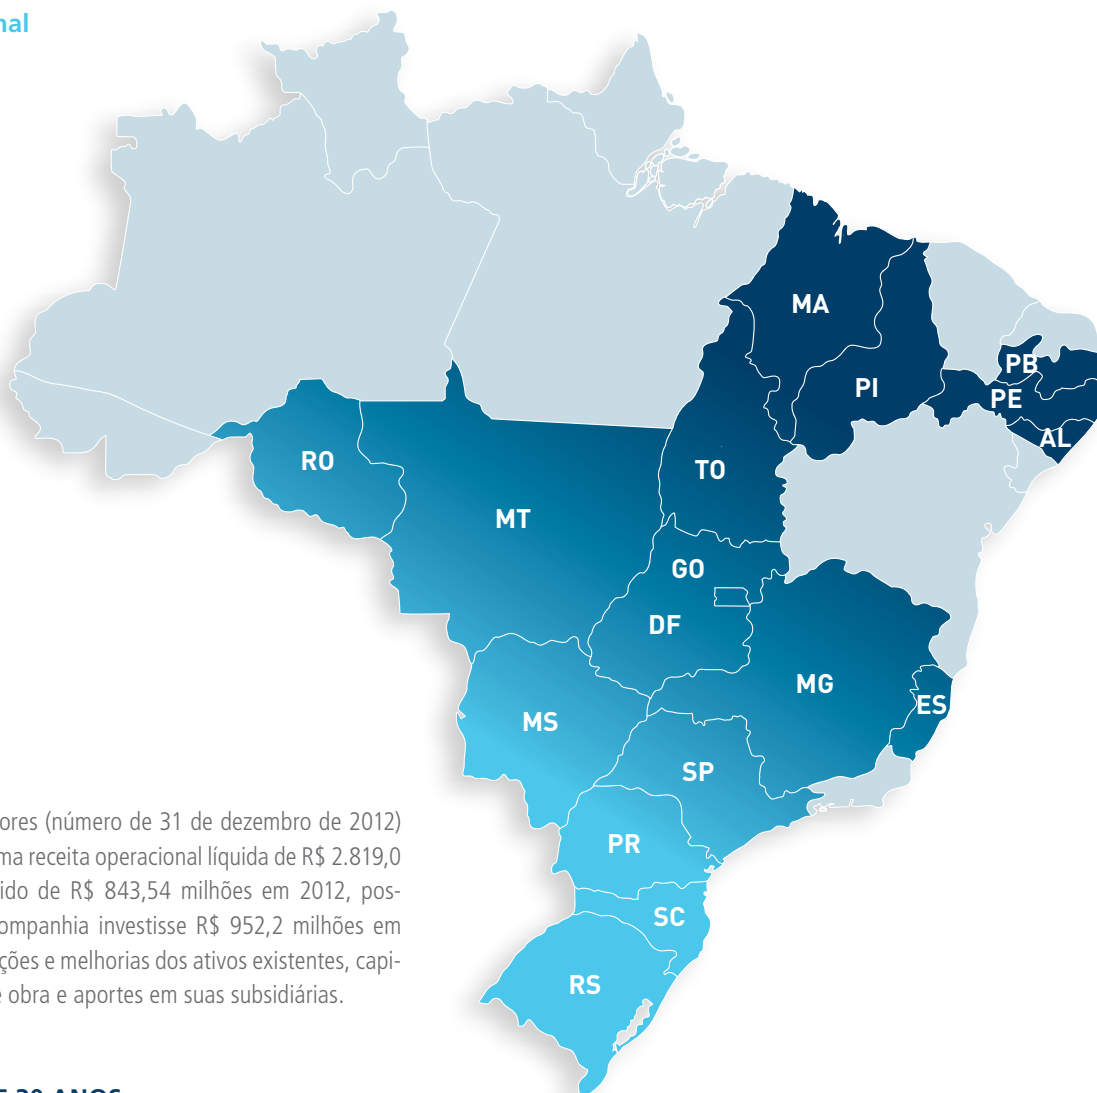 nal
MA
PB
PI
PE
AL
RO
TO
MT
GO
DF
MG
ES
MS
SP
PR
SC
RS
ores (número de 31 de dezembro de 2012)
ma receita operacional líquida de R$ 2.819,0
ido de R$ 843,54 milhões em 2012, pos-
ompanhia investisse R$ 952,2 milhões em
ções e melhorias dos ativos existentes, capi-
e obra e aportes em suas subsidiárias.